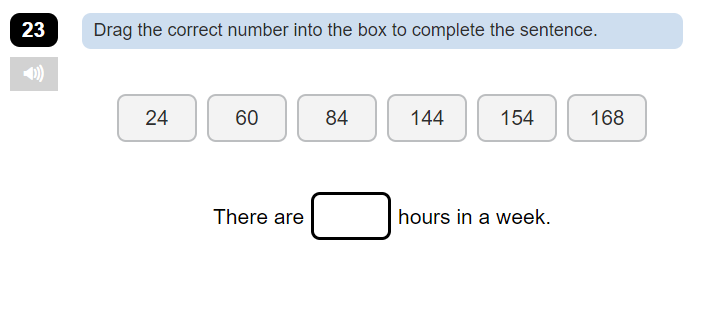 23
Drag the correct number into the box to complete the sentence.
24 60 84 144 154 168
There are hours in a week.